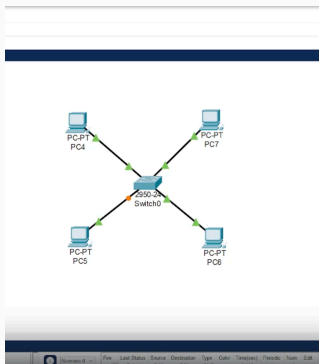 PC-PT
PC4
PC-PT
PC7
2950-24
Switch0
PC-PT
PC5
PC-PT
PC6
Fire Last Status Source Destination Type Color Time(sec) Periodic Num Edit